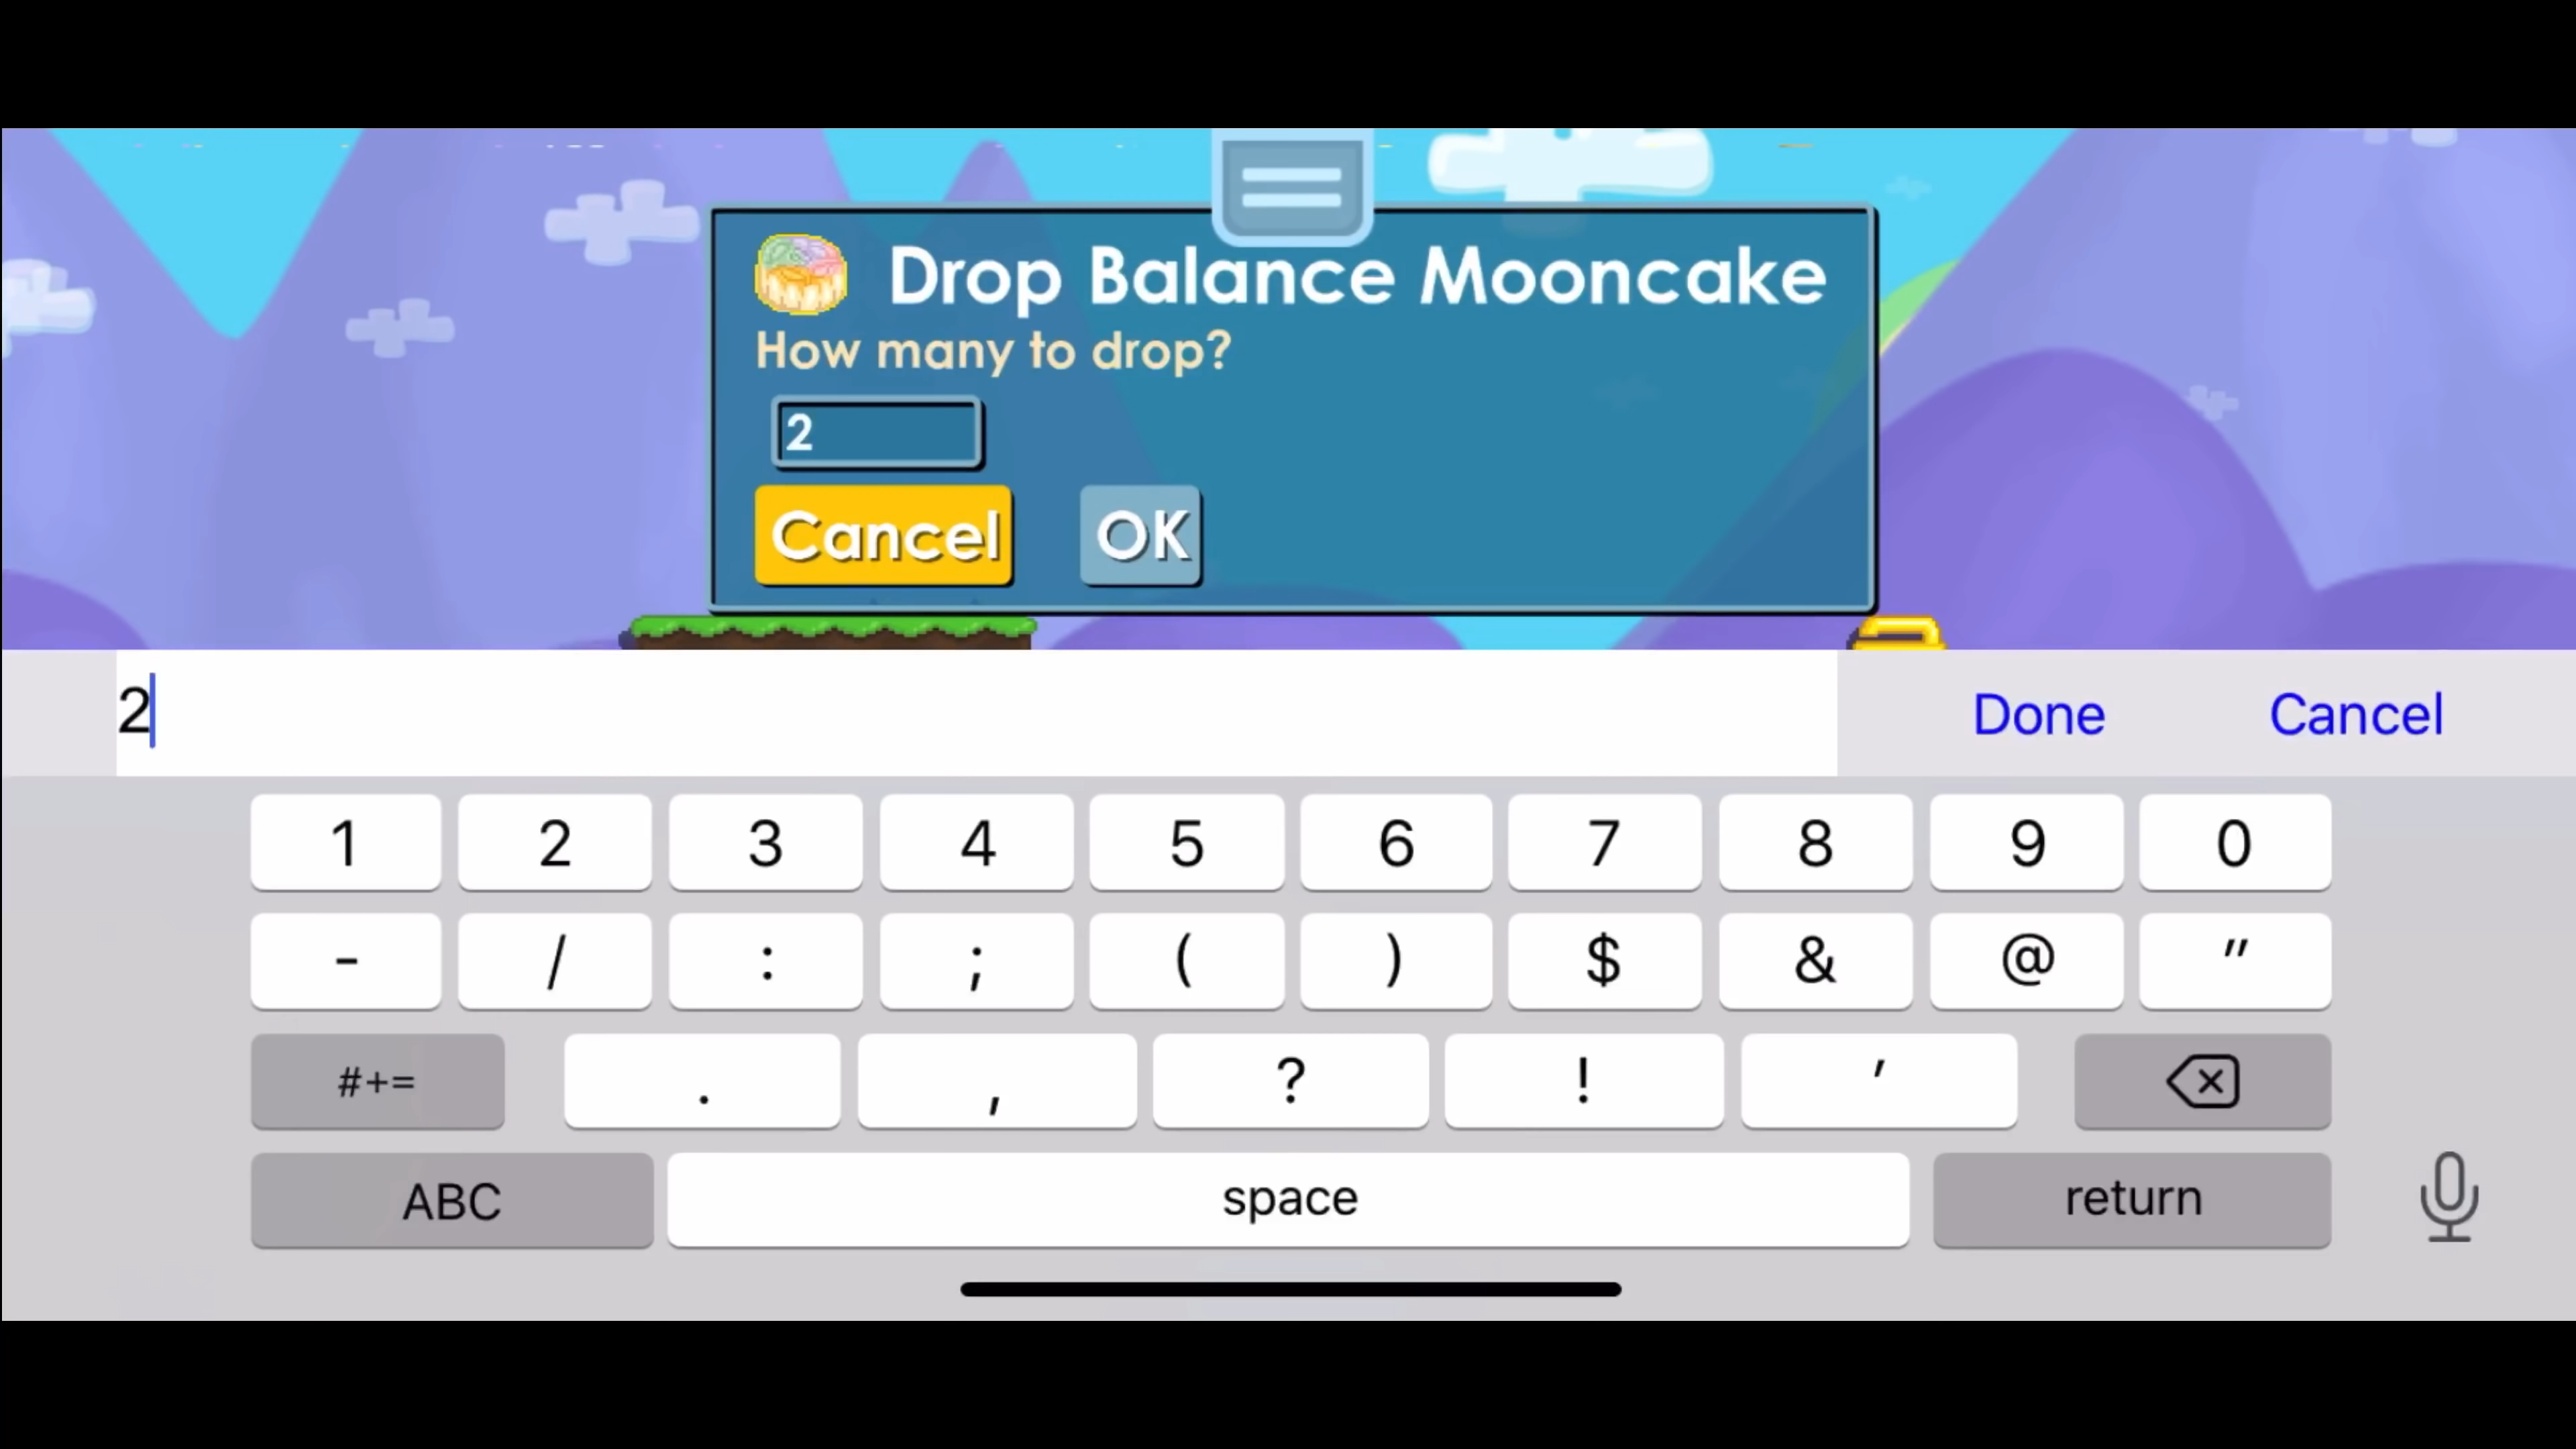 Drop Balance Mooncake
How many to drop?
2
Cancel OK
2 Done Cancel
1 2 3 4 5 6 7 8 9 0
- / : ; ( ) $ & @ "
#+= . , ? ! '
ABC space return